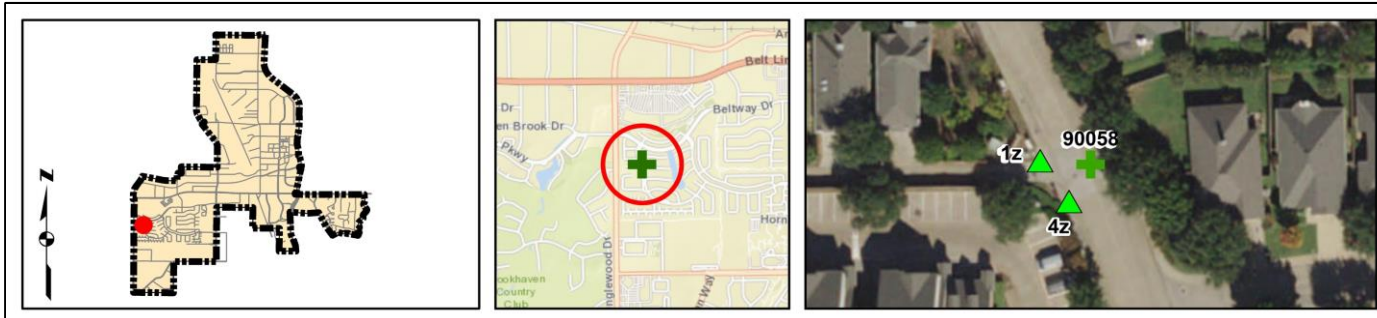 Z
Ar
Belt Lin
t Dr
Beltway Dr
en Brook Dr
Pkwy
Horn
nglewood Dr
n Way
ookhaven
Country
Club
90058
1z
4z